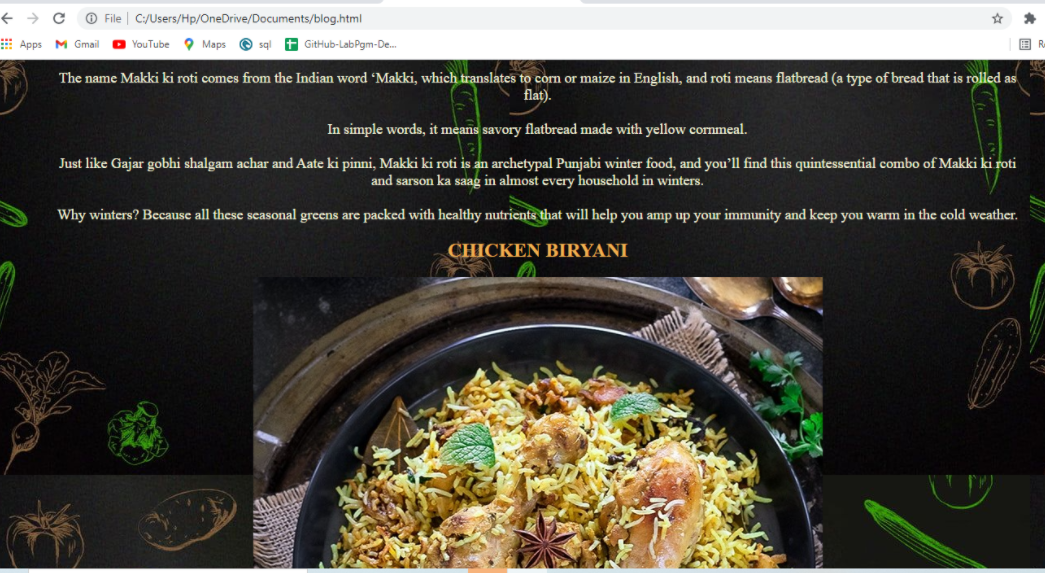 File | C:/Users/Hp/OneDrive/Documents/blog.html
Apps Gmail YouTube Maps sql GitHub-LabPgm-De...
The name Makki ki roti comes from the Indian word ‘Makki, which translates to corn or maize in English, and roti means flatbread (a type of bread that is rolled as
flat).
In simple words, it means savory flatbread made with yellow cornmeal.
Just like Gajar gobhi shalgam achar and Aate ki pinni, Makki ki roti is an archetypal Punjabi winter food, and you’ll find this quintessential combo of Makki ki roti
and sarson ka saag in almost every household in winters.
Why winters? Because all these seasonal greens are packed with healthy nutrients that will help you amp up your immunity and keep you warm in the cold weather.
CHICKEN BIRYANI